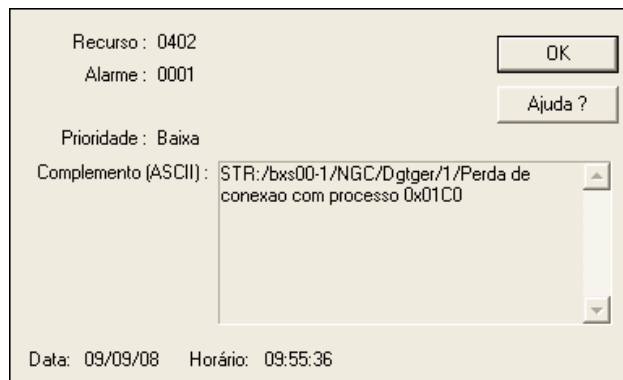 Recurso : 0402
OK
Alarme : 0001
Ajuda ?
Prioridade : Baixa
Complemento (ASCII) : STR:/bxs00-1/NGC/Dgtger/1/Perda de
conexao com processo 0x01C0
Data: 09/09/08 Horário: 09:55:36